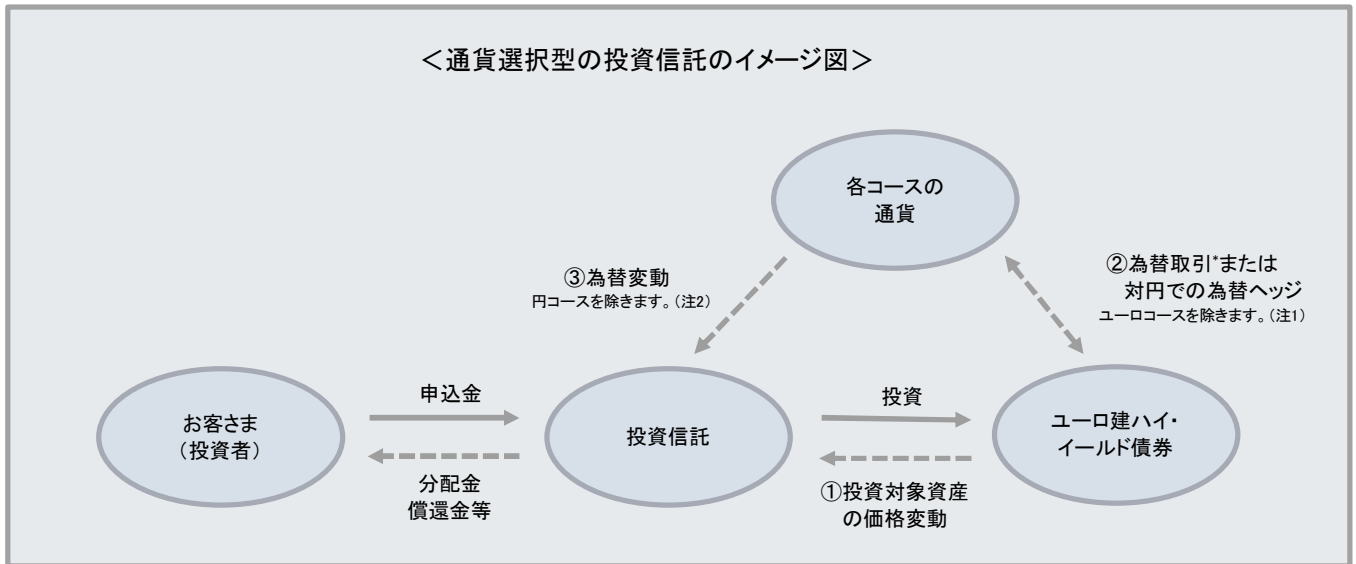 ＜通貨選択型の投資信託のイメージ図＞
各コースの
通貨
③為替変動
円コースを除きます。（注2）
②為替取引*または
対円での為替ヘッジ
ユーロコースを除きます。（注1）
お客さま
（投資者）
申込金
分配金
償還金等
投資信託
投資
①投資対象資産
の価格変動
ユーロ建ハイ・
イールド債券